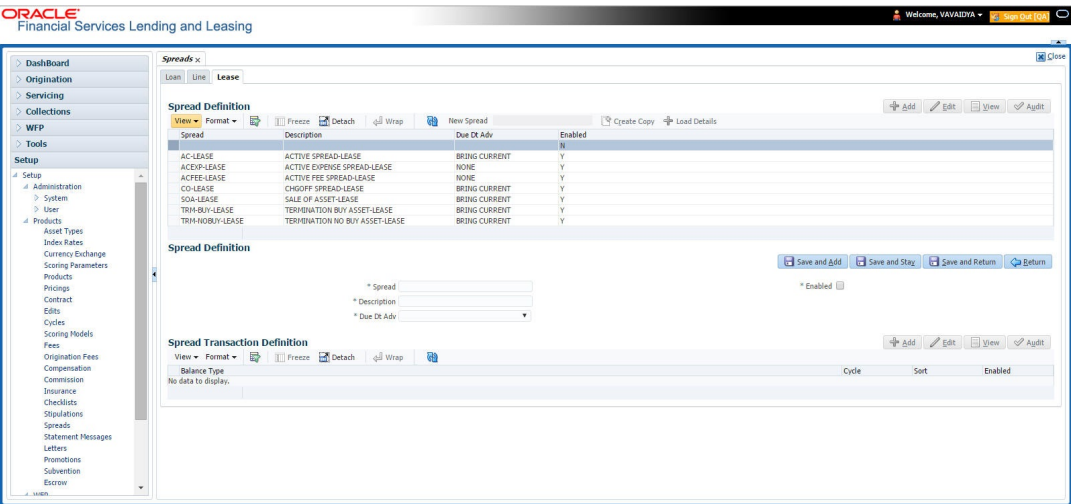 ORACLE
Financial Services Lending and Leasing
Welcome, VAVAIDYA
Sign Out [QA]
DashBoard
Origination
Servicing
Collections
WFP
Tools
Setup
Setup
Administration
System
User
Products
Asset Types
Index Rates
Currency Exchange
Scoring Parameters
Products
Pricings
Contract
Edits
Cycles
Scoring Models
Fees
Origination Fees
Compensation
Commission
Insurance
Checklists
Stipulations
Spreads
Statement Messages
Letters
Promotions
Subvention
Escrow
WFP
Spreads x
Close
Loan Line Lease
Spread Definition
Add Edit View Audit
View Format Freeze Detach Wrap New Spread Create Copy Load Details
Spread Description Due Dt Adv Enabled
N
AC-LEASE ACTIVE SPREAD-LEASE BRING CURRENT Y
ACEXP-LEASE ACTIVE EXPENSE SPREAD-LEASE NONE Y
ACFEE-LEASE ACTIVE FEE SPREAD-LEASE NONE Y
CO-LEASE CHGOFF SPREAD-LEASE BRING CURRENT Y
SOA-LEASE SALE OF ASSET-LEASE BRING CURRENT Y
TRM-BUY-LEASE TERMINATION BUY ASSET-LEASE BRING CURRENT Y
TRM-NOBUY-LEASE TERMINATION NO BUY ASSET-LEASE BRING CURRENT Y
Spread Definition
Save and Add Save and Stay Save and Return Return
* Spread
* Enabled
* Description
* Due Dt Adv
Spread Transaction Definition
Add Edit View Audit
View Format Freeze Detach Wrap
Balance Type Cycle Sort Enabled
No data to display.